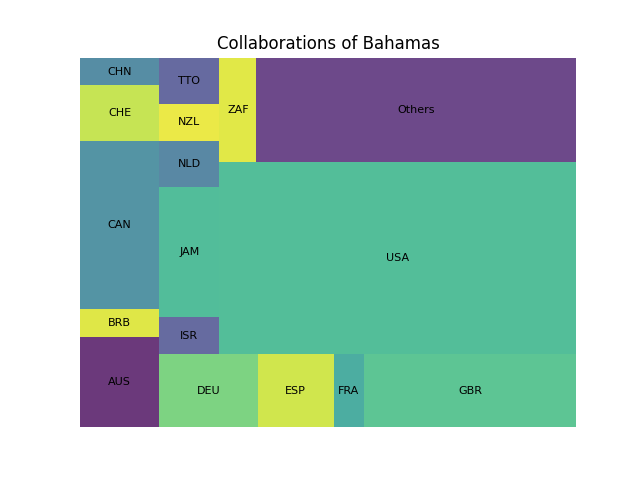 Collaborations of Bahamas
CHN
TTO
ZAF
Others
CHE
NZL
NLD
CAN
JAM
USA
BRB
ISR
AUS
DEU
ESP
FRA
GBR